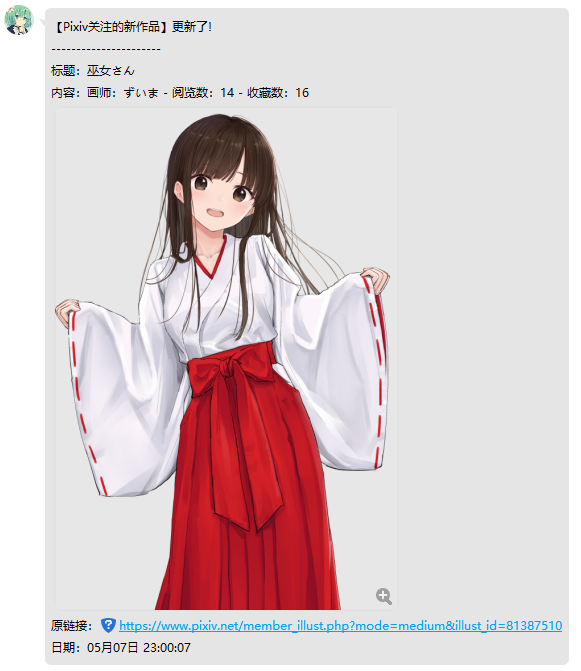 【Pixiv关注的新作品】更新了!
----------------------
标题：巫女さん
内容：画师：ずいま - 阅览数：14 - 收藏数：16
原链接：https://www.pixiv.net/member_illust.php?mode=medium&illust_id=81387510
日期：05月07日 23:00:07